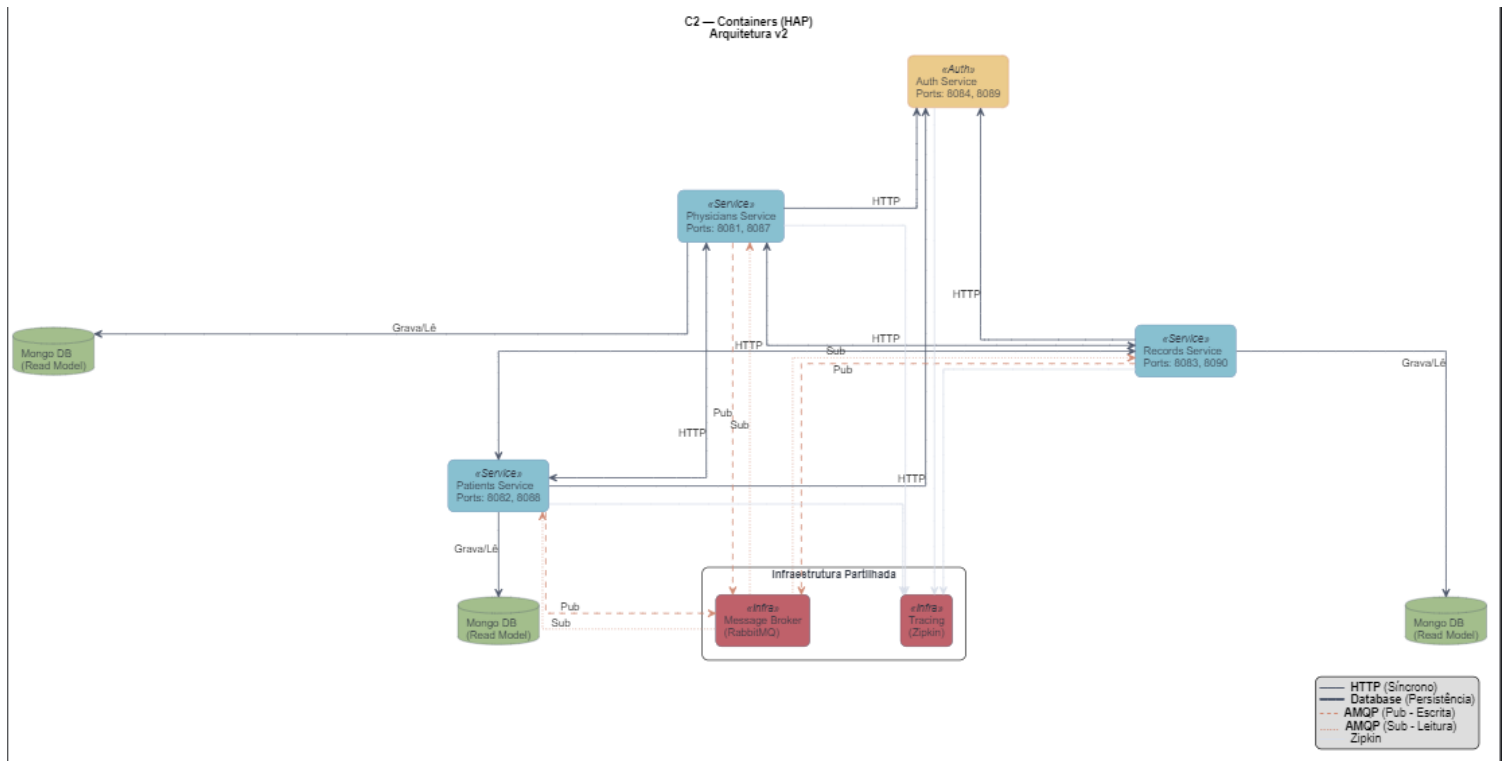 C2 — Containers (HAP)
Arquitetura v2
«Auth»
Auth Service
Ports: 8084, 8089
«Service»
Physicians Service
Ports: 8081, 8087
HTTP
HTTP
Grava/Lê
Mongo DB
(Read Model)
HTTP
HTTP
Sub
Pub
«Service»
Records Service
Ports: 8083, 8090
Grava/Lê
Pub
Sub
HTTP
«Service»
Patients Service
Ports: 8082, 8088
HTTP
Grava/Lê
Mongo DB
(Read Model)
Pub
Sub
Infraestrutura Partilhada
«Infra»
Message Broker
(RabbitMQ)
«Infra»
Tracing
(Zipkin)
Mongo DB
(Read Model)
HTTP (Síncrono)
Database (Persistência)
AMQP (Pub - Escrita)
AMQP (Sub - Leitura)
Zipkin